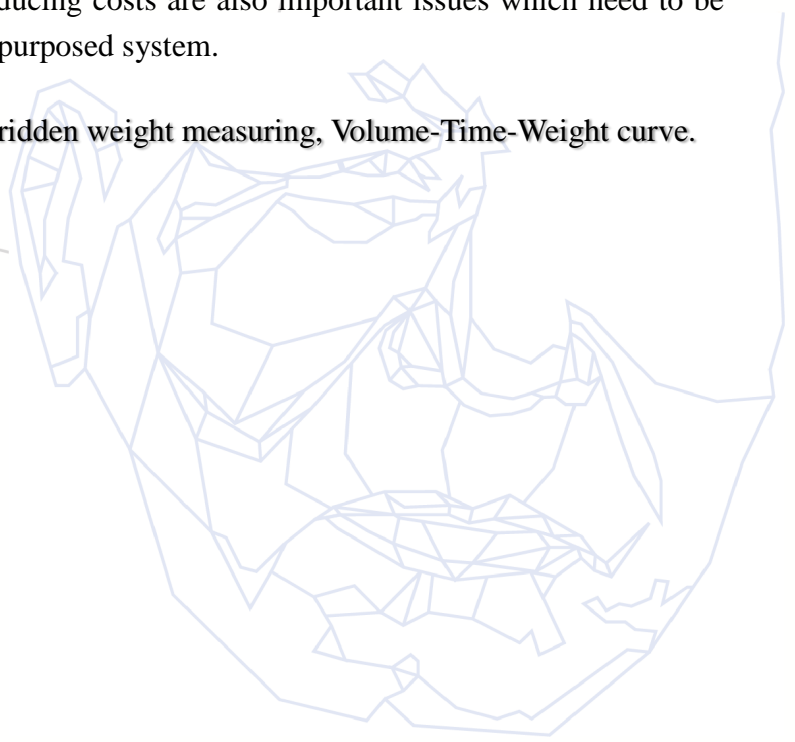 ducing costs are also important issues which need to be
purposed system.
ridden weight measuring, Volume-Time-Weight curve.